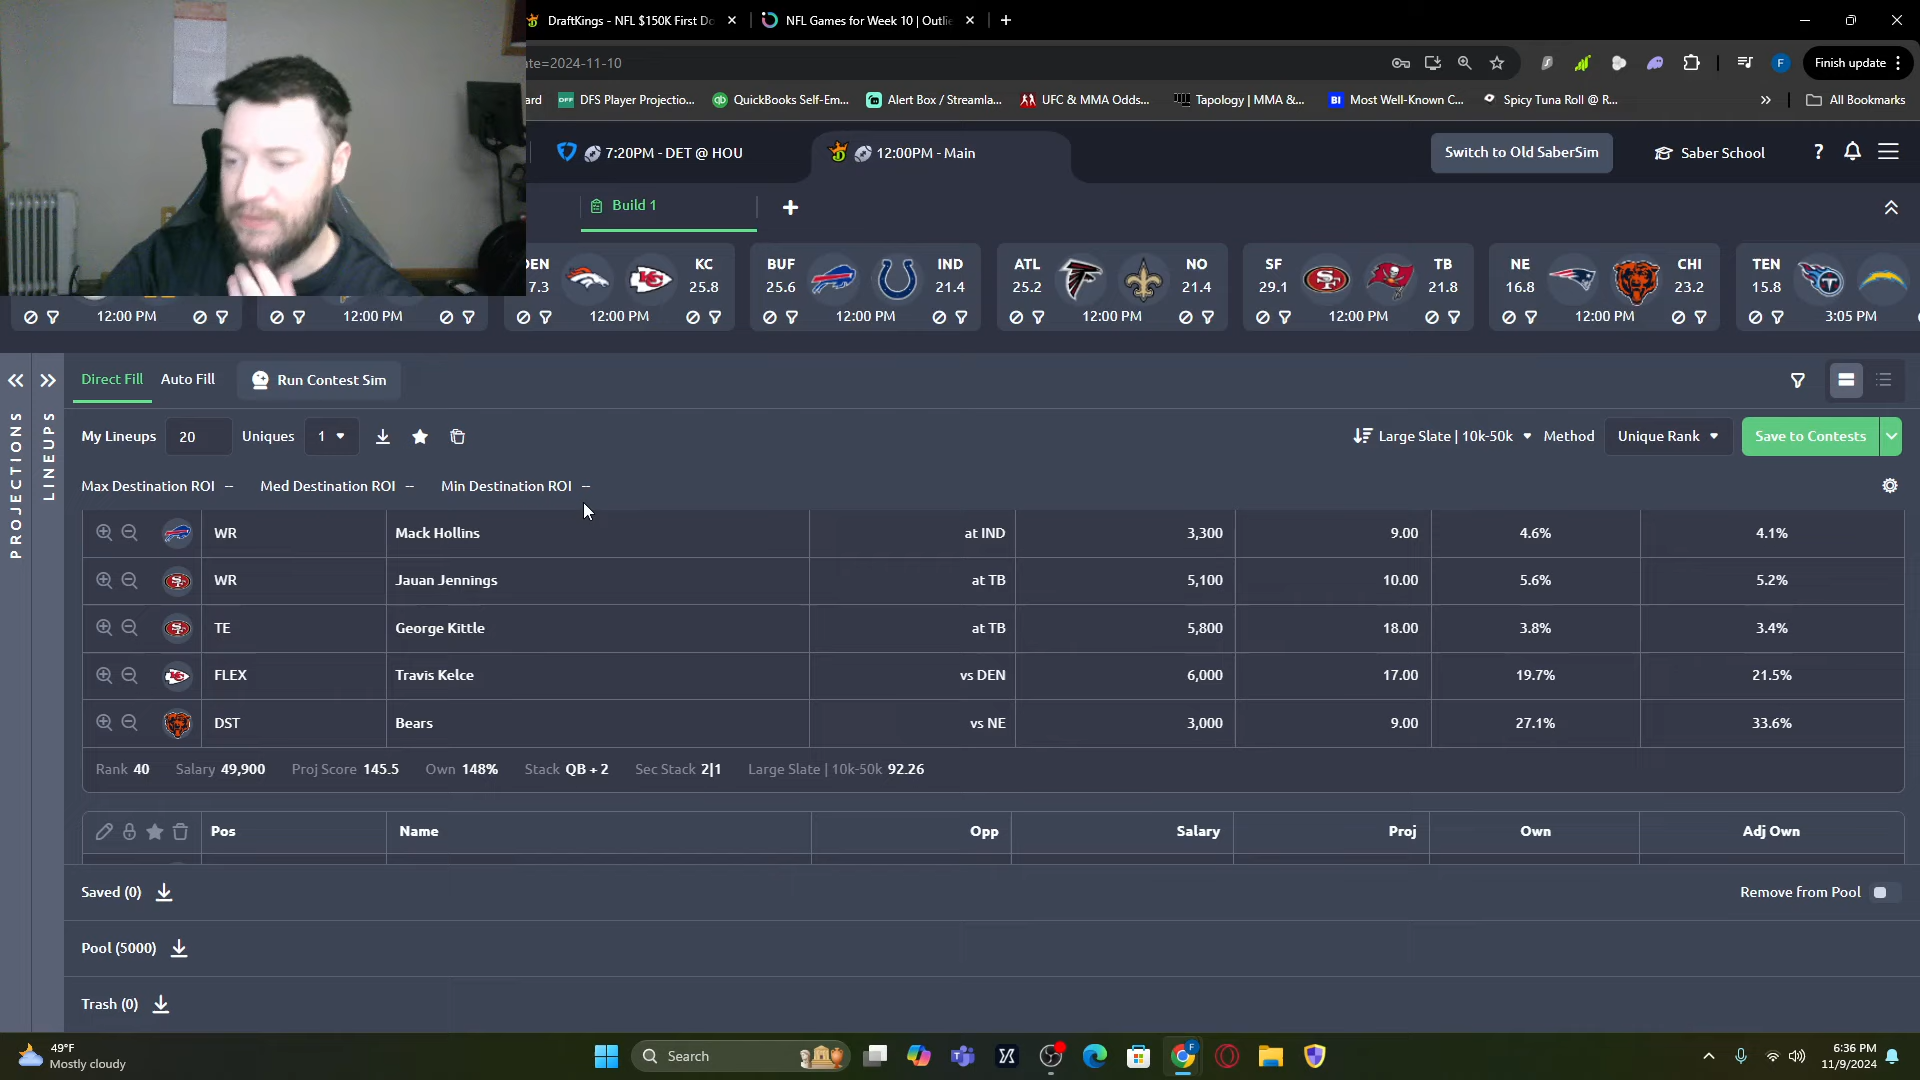 DraftKings - NFL $150K First Do
NFL Games for Week 10 | Outlie
te=2024-11-10
Finish update
ard
DFS Player Projectio...
QuickBooks Self-Em...
Alert Box / Streamla...
UFC & MMA Odds...
Tapology | MMA &...
BI Most Well-Known C...
Spicy Tuna Roll @ R...
All Bookmarks
7:20PM - DET @ HOU
12:00PM - Main
Switch to Old SaberSim
Saber School
Build 1
DEN
7.3
KC
25.8
12:00 PM
BUF
25.6
IND
21.4
12:00 PM
ATL
25.2
NO
21.4
12:00 PM
SF
29.1
TB
21.8
12:00 PM
NE
16.8
CHI
23.2
12:00 PM
TEN
15.8
3:05 PM
12:00 PM
12:00 PM
PROJECTIONS
LINEUPS
Direct Fill
Auto Fill
Run Contest Sim
My Lineups 20 Uniques 1
Large Slate | 10k-50k
Method Unique Rank
Save to Contests
Max Destination ROI –
Med Destination ROI –
Min Destination ROI –
WR Mack Hollins at IND 3,300 9.00 4.6% 4.1%
WR Jauan Jennings at TB 5,100 10.00 5.6% 5.2%
TE George Kittle at TB 5,800 18.00 3.8% 3.4%
FLEX Travis Kelce vs DEN 6,000 17.00 19.7% 21.5%
DST Bears vs NE 3,000 9.00 27.1% 33.6%
Rank 40 Salary 49,900 Proj Score 145.5 Own 148% Stack QB + 2 Sec Stack 2|1 Large Slate | 10k-50k 92.26
Pos Name Opp Salary Proj Own Adj Own
Saved (0)
Remove from Pool
Pool (5000)
Trash (0)
49°F
Mostly cloudy
Search
6:36 PM
11/9/2024